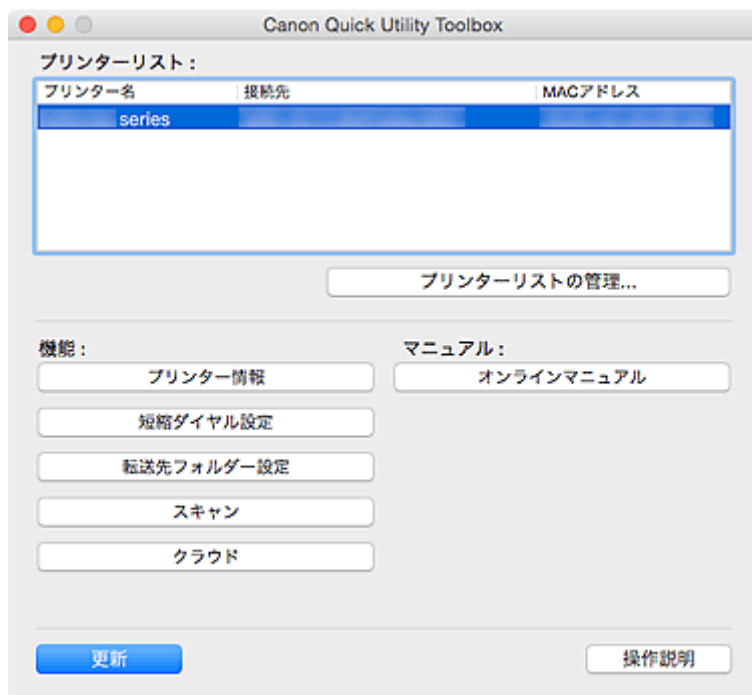 Canon Quick Utility Toolbox
プリンターリスト：
プリンター名 接続先 MACアドレス
series
プリンターリストの管理...
機能： マニュアル：
プリンター情報 オンラインマニュアル
短縮ダイヤル設定
転送先フォルダー設定
スキャン
クラウド
更新 操作説明